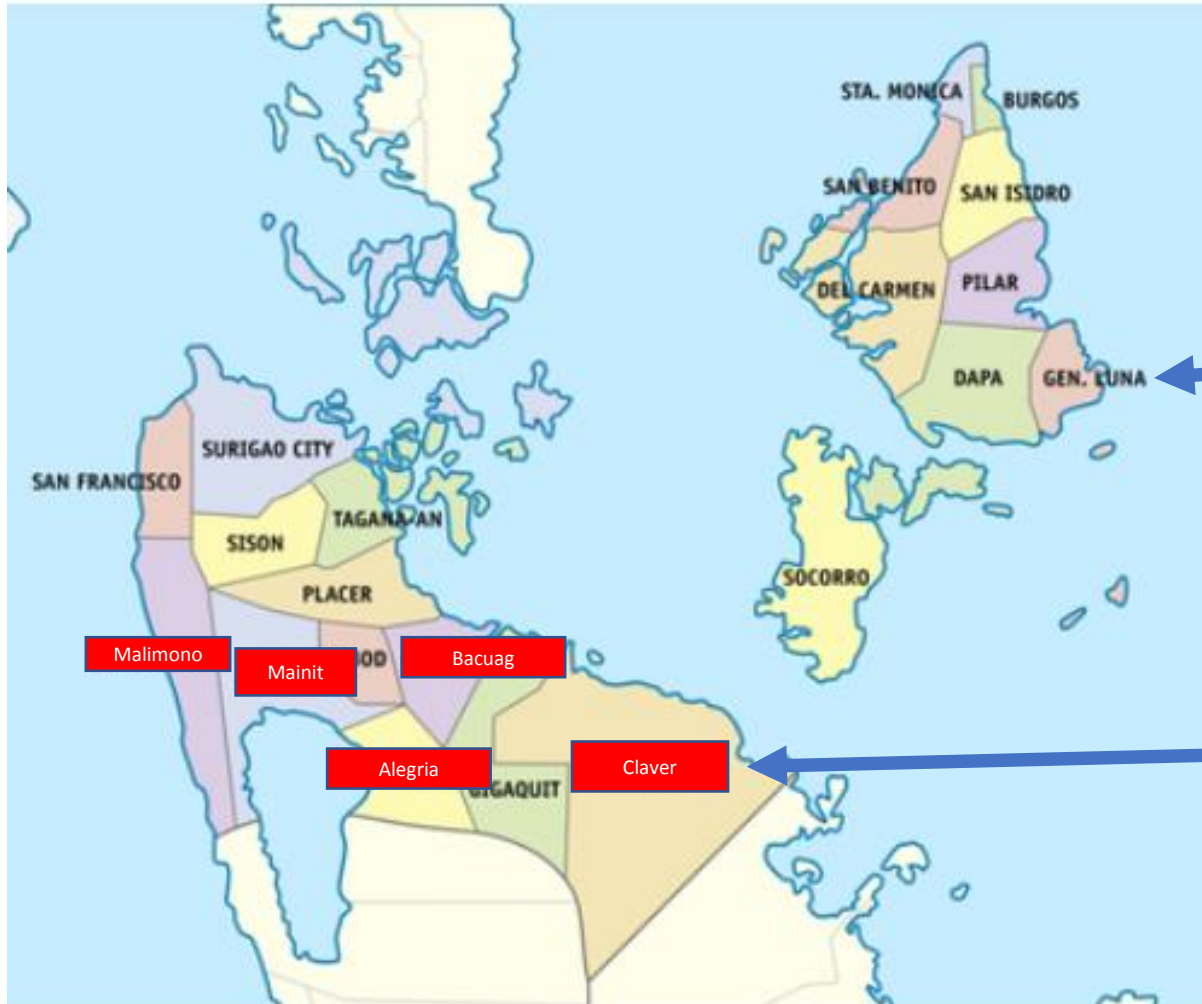 STA. MONICA
BURGOS
SAN BENITO
SAN ISIDRO
DEL CARMEN
PILAR
DAPA
GEN. LUNA
SURIGAO CITY
SAN FRANCISCO
TAGANA-AN
SISON
SOCORRO
PLACER
Malimono
Mainit
Bacuag
Alegria
Claver
GIGAQUIT